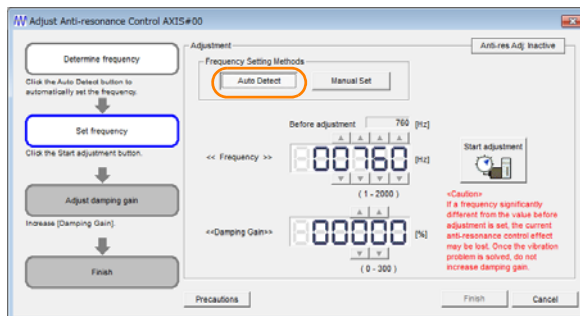 Adjust Anti-resonance Control AXIS#00
Determine frequency
Click the Auto Detect button to
automatically set the frequency.
Set frequency
Click the Start adjustment button.
Adjust damping gain
Increase [Damping Gain].
Finish
Adjustment
Anti-res Adj Inactive
Frequency Setting Methods
Auto Detect
Manual Set
Before adjustment 760 [Hz]
<< Frequency >> 00760 [Hz]
(1 - 2000)
<<Damping Gain>> 00000 [%]
(0 - 300)
Start adjustment
<Caution>
If a frequency significantly
different from the value before
adjustment is set, the current
anti-resonance control effect
may be lost. Once the vibration
problem is solved, do not
increase damping gain.
Precautions
Finish
Cancel